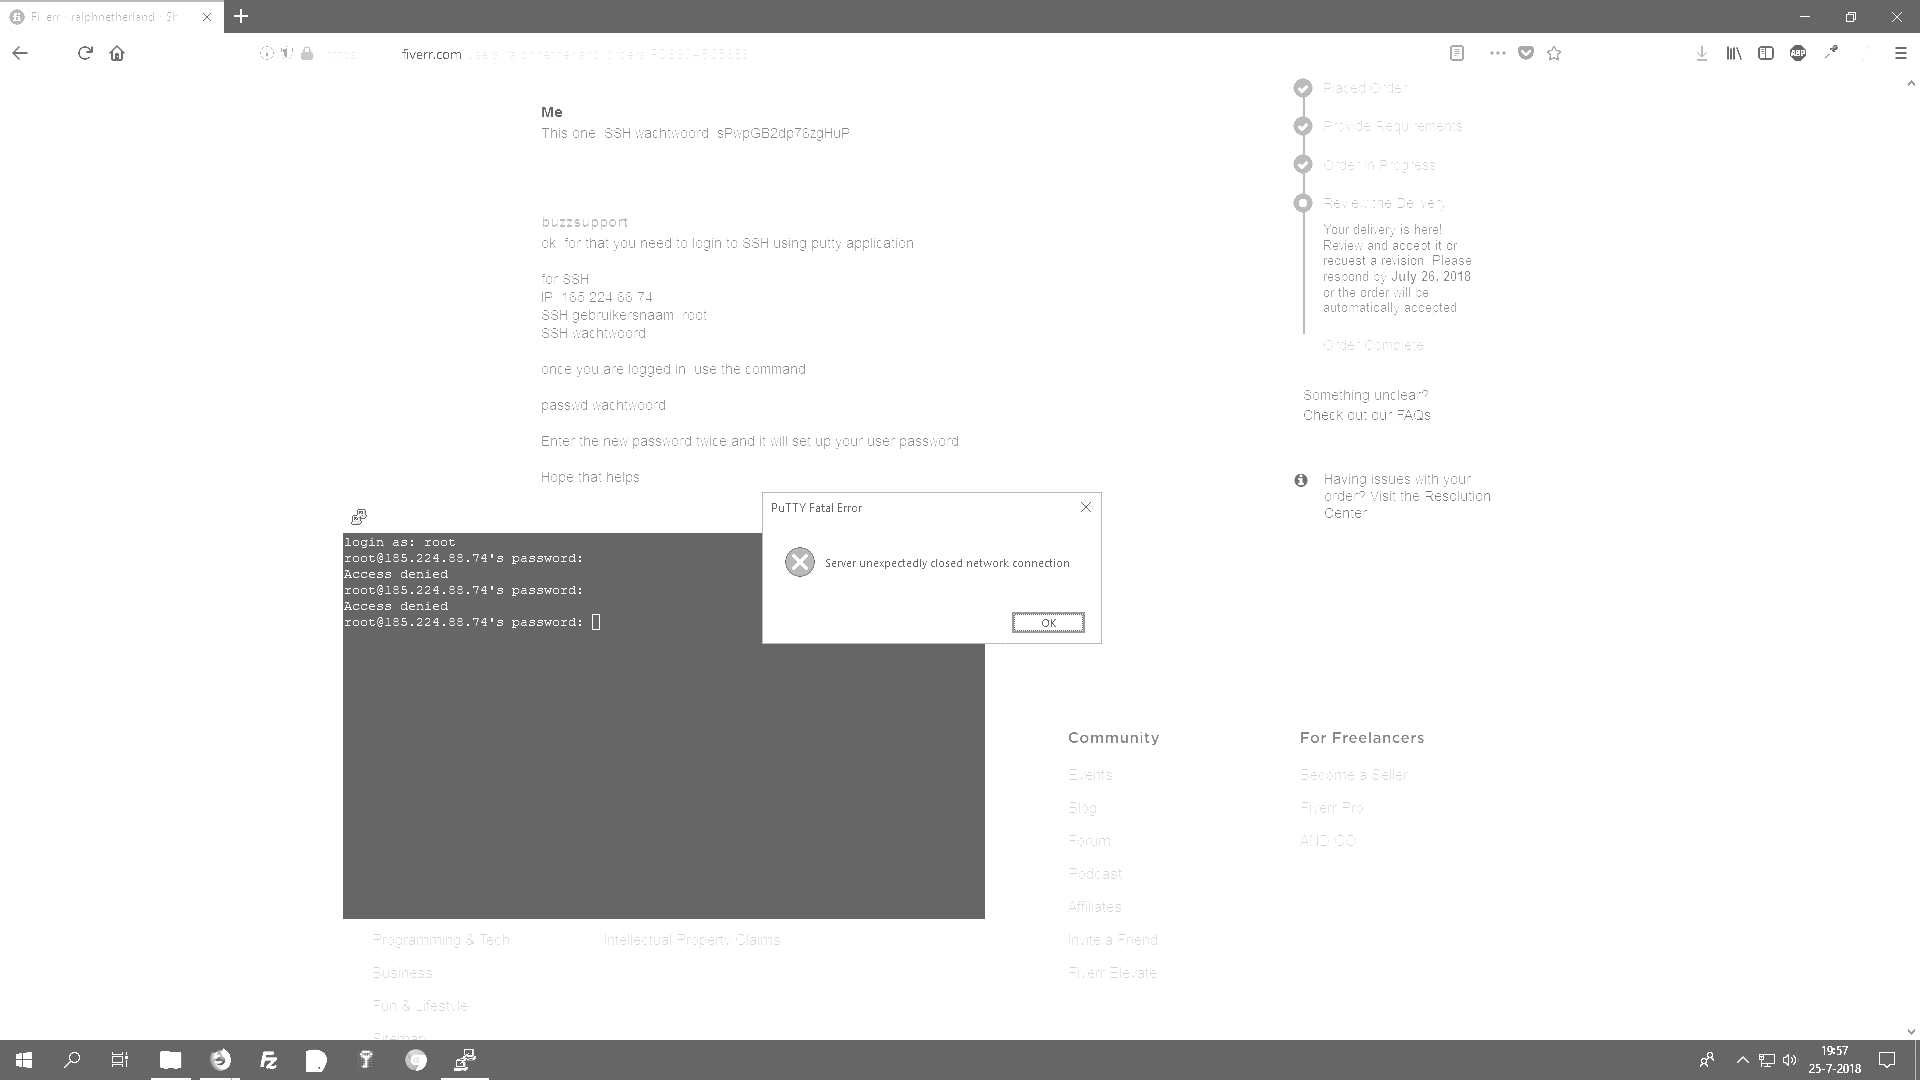 Fiverr - ralphnetherland - Sh
fiverr.com
Me
This one SSH wachtwoord
buzzsupport
ok for that you need to login to SSH using putty application
for SSH
IP 185 224 88 74
SSH gebruikersnaam root
SSH wachtwoord
once you are logged in use the command
passwd wachtwoord
Enter the new password twice and it will set up your user password
Hope that helps
Placed Order
Provide Requirements
Order In Progress
Review the Delivery
Your delivery is here!
Review and accept it or
request a revision Please
respond by July 26, 2018
or the order will be
automatically accepted
Order Complete
Something unclear?
Check out our FAQs
Having issues with your
order? Visit the Resolution
Center
PuTTY Fatal Error
Server unexpectedly closed network connection
OK
login as: root
root@185.224.88.74's password:
Access denied
root@185.224.88.74's password:
Access denied
root@185.224.88.74's password:
Community
Events
Blog
Forum
Podcast
Affiliates
Invite a Friend
Fiverr Elevate
For Freelancers
Become a Seller
Fiverr Pro
AND CO
Programming & Tech
Business
Fun & Lifestyle
Sitemap
Intellectual Property Claims
ABP
19:57
25-7-2018